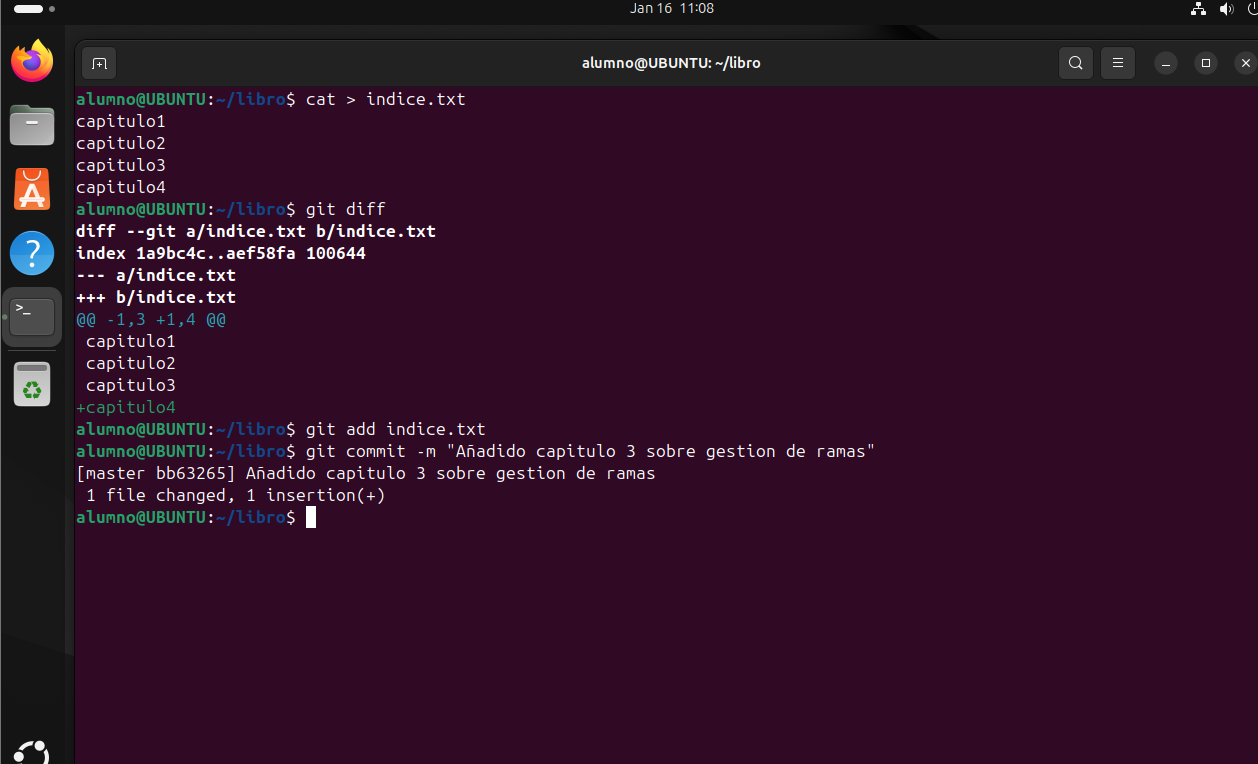 Jan 16 11:08
alumno@UBUNTU: ~/libro
alumno@UBUNTU:~/libro$ cat > indice.txt
capitulo1
capitulo2
capitulo3
capitulo4
alumno@UBUNTU:~/libro$ git diff
diff --git a/indice.txt b/indice.txt
index 1a9bc4c..aef58fa 100644
--- a/indice.txt
+++ b/indice.txt
@@ -1,3 +1,4 @@
 capitulo1
 capitulo2
 capitulo3
+capitulo4
alumno@UBUNTU:~/libro$ git add indice.txt
alumno@UBUNTU:~/libro$ git commit -m "Añadido capitulo 3 sobre gestion de ramas"
[master bb63265] Añadido capitulo 3 sobre gestion de ramas
 1 file changed, 1 insertion(+)
alumno@UBUNTU:~/libro$